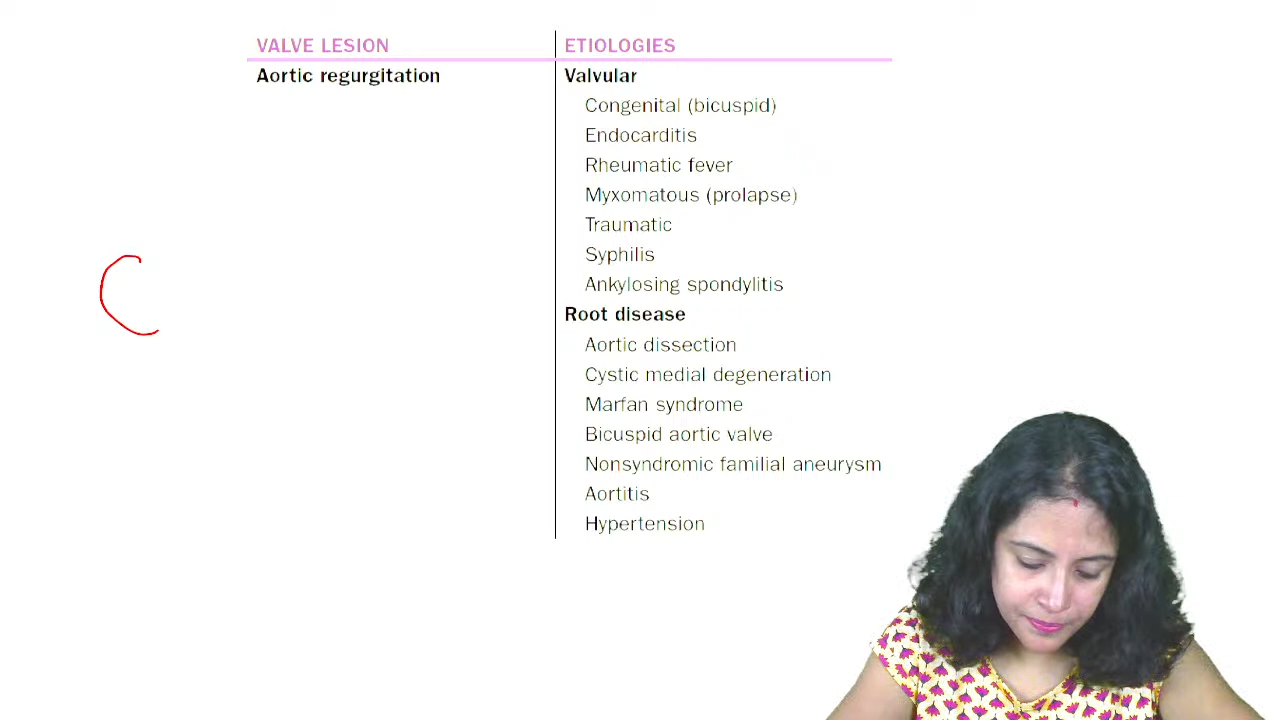 VALVE LESION
ETIOLOGIES
Aortic regurgitation
Valvular
Congenital (bicuspid)
Endocarditis
Rheumatic fever
Myxomatous (prolapse)
Traumatic
Syphilis
Ankylosing spondylitis
Root disease
Aortic dissection
Cystic medial degeneration
Marfan syndrome
Bicuspid aortic valve
Nonsyndromic familial aneurysm
Aortitis
Hypertension